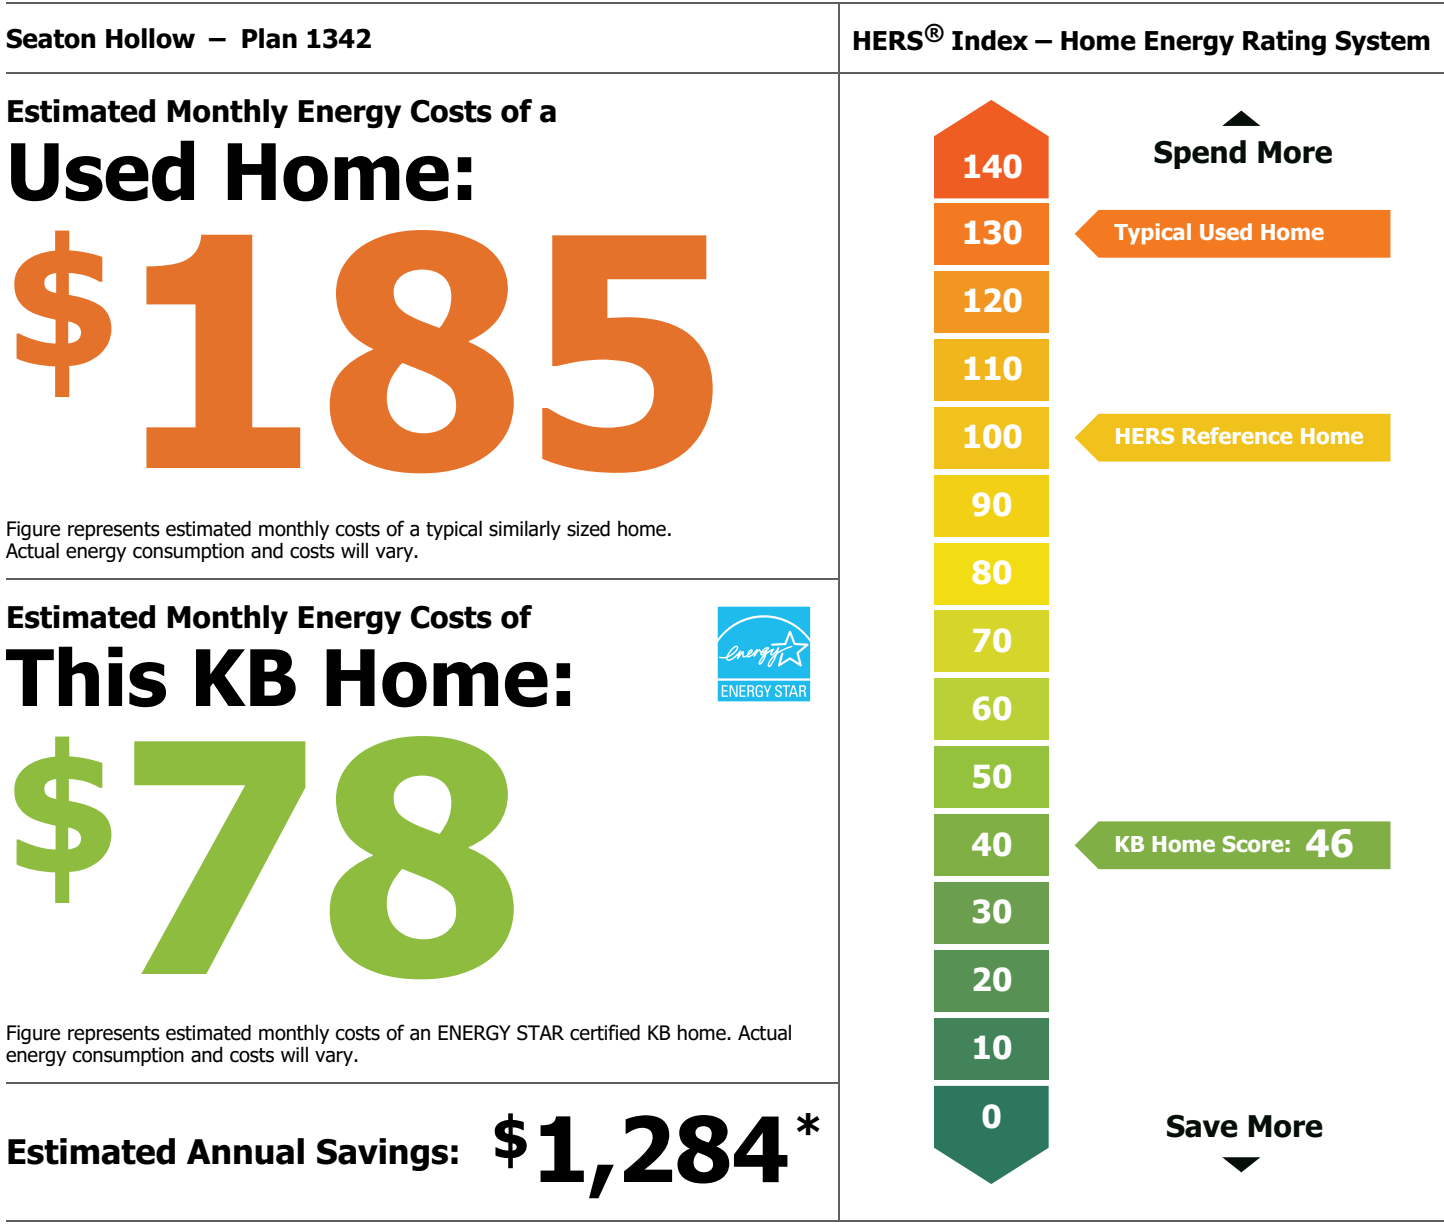 Seaton Hollow – Plan 1342
Estimated Monthly Energy Costs of a
Used Home:
$185
Figure represents estimated monthly costs of a typical similarly sized home.
Actual energy consumption and costs will vary.
Estimated Monthly Energy Costs of
This KB Home:
energy
ENERGY STAR
$78
Figure represents estimated monthly costs of an ENERGY STAR certified KB home. Actual
energy consumption and costs will vary.
Estimated Annual Savings: $1,284*
HERS® Index – Home Energy Rating System
Spend More
140
130 Typical Used Home
120
110
100 HERS Reference Home
90
80
70
60
50
40 KB Home Score: 46
30
20
10
0
Save More